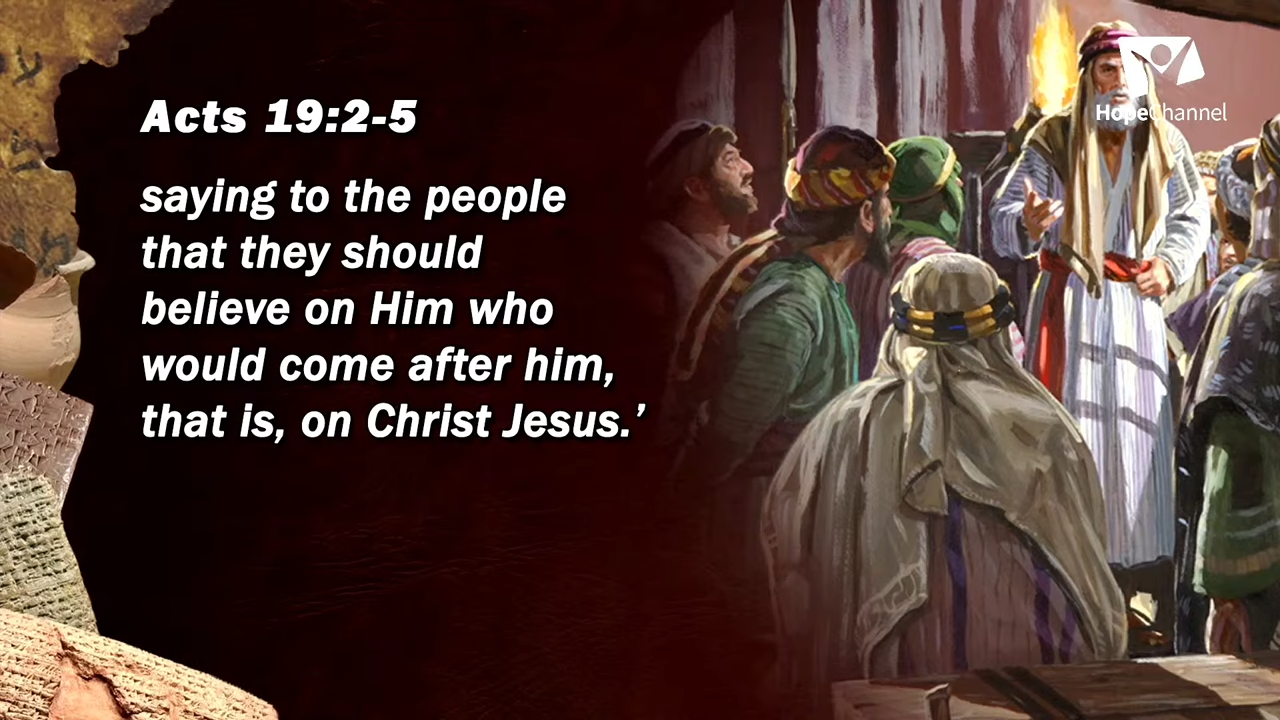 Acts 19:2-5
saying to the people
that they should
believe on Him who
would come after him,
that is, on Christ Jesus.’
HopeChannel